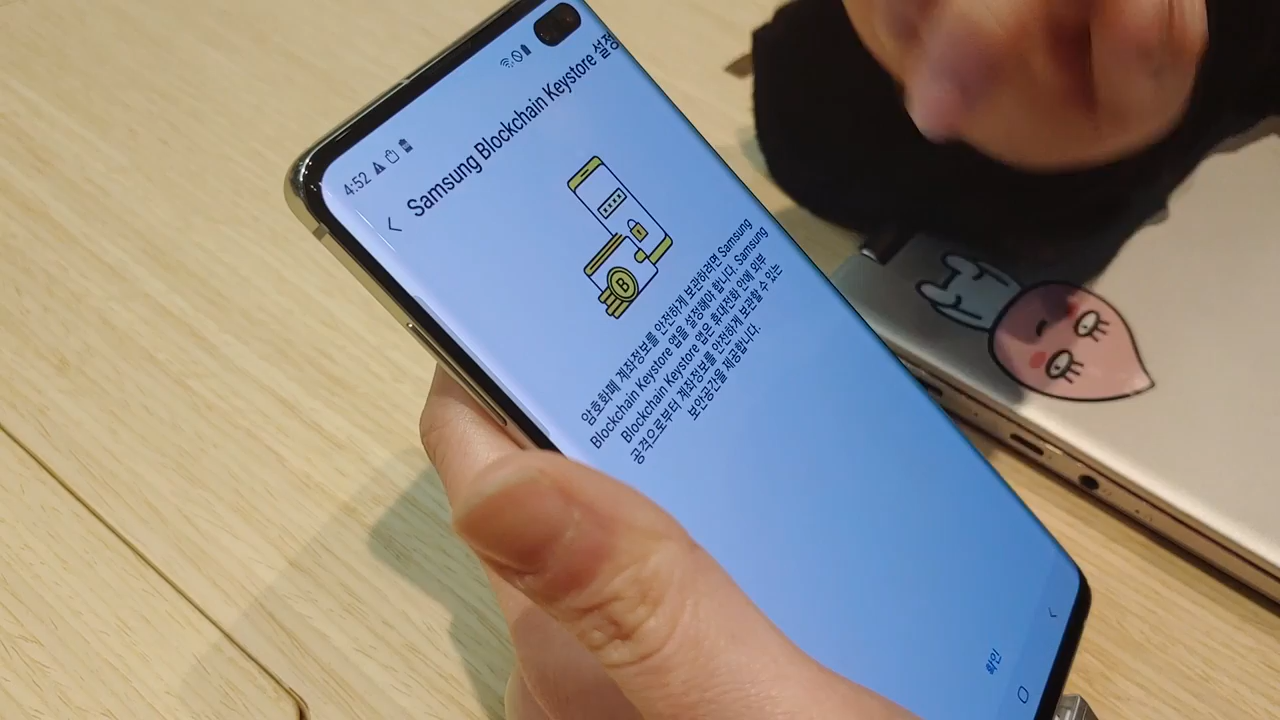 4:52
Samsung Blockchain Keystore 설정
B
암호화폐 계좌정보를 안전하게 보관하려면 Samsung
Blockchain Keystore 앱을 설정해야 합니다. Samsung
Blockchain Keystore 앱은 휴대전화 안에 외부
공격으로부터 계좌정보를 안전하게 보관할 수 있는
보안공간을 제공합니다.
확인